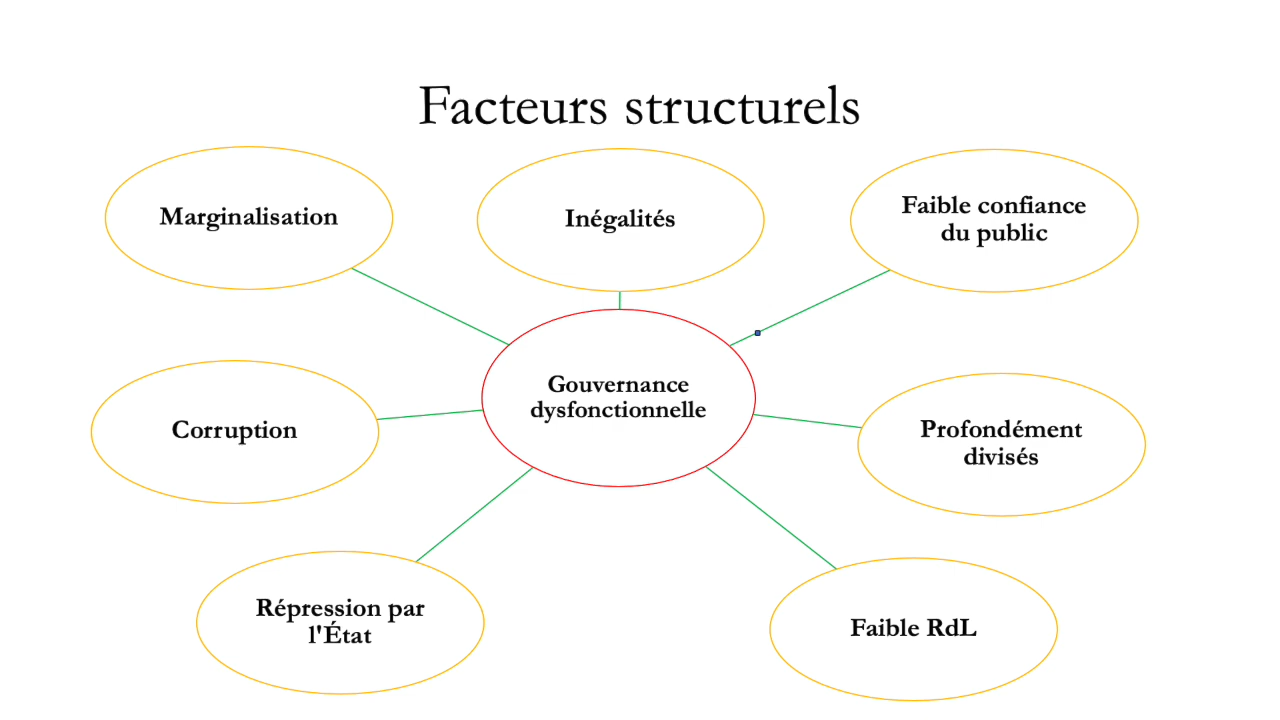 Facteurs structurels
Marginalisation
Inégalités
Faible confiance
du public
Gouvernance
dysfonctionnelle
Corruption
Profondément
divisés
Répression par
l'État
Faible RdL